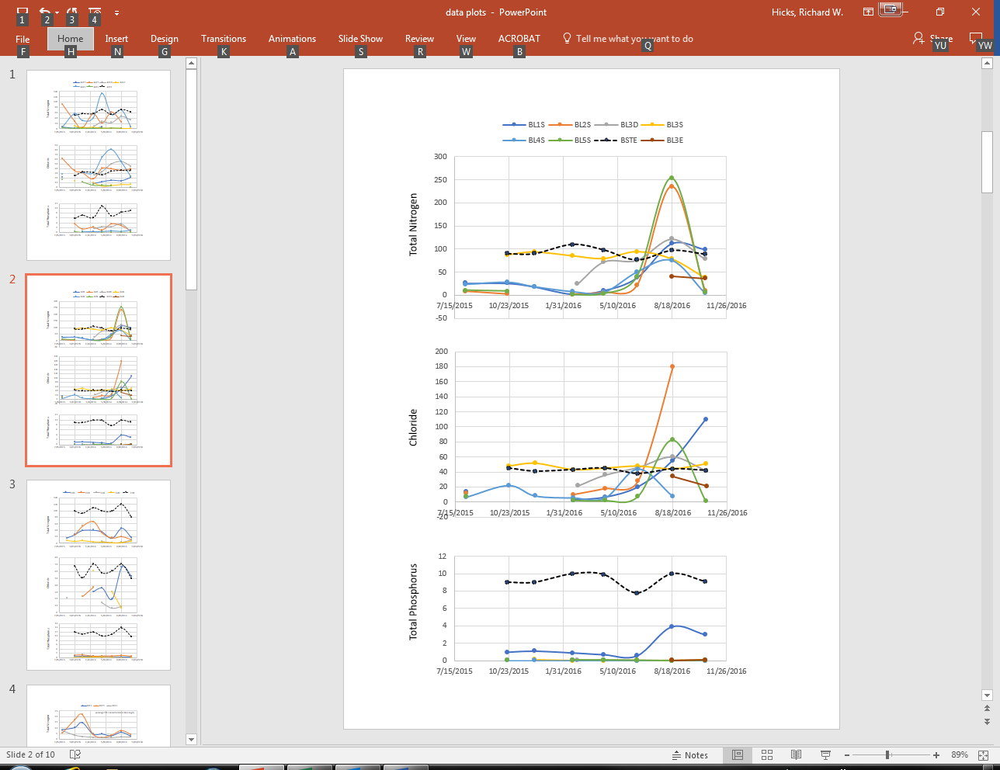 data plots - PowerPoint
Hicks, Richard W.
1 2 3 4
File Home Insert Design Transitions Animations Slide Show Review View ACROBAT Tell me what you want to do Share
F H N G K A S R W B Q YU YW
1
2
3
4
BL1S BL2S BL3D BL3S
BL4S BL5S BSTE BL3E
Total Nitrogen
300
250
200
150
100
50
0
7/15/2015 10/23/2015 1/31/2016 5/10/2016 8/18/2016 11/26/2016
-50
Chloride
200
180
160
140
120
100
80
60
40
20
0
7/15/2015 10/23/2015 1/31/2016 5/10/2016 8/18/2016 11/26/2016
-20
Total Phosphorus
12
10
8
6
4
2
0
7/15/2015 10/23/2015 1/31/2016 5/10/2016 8/18/2016 11/26/2016
Slide 2 of 10
Notes
89%